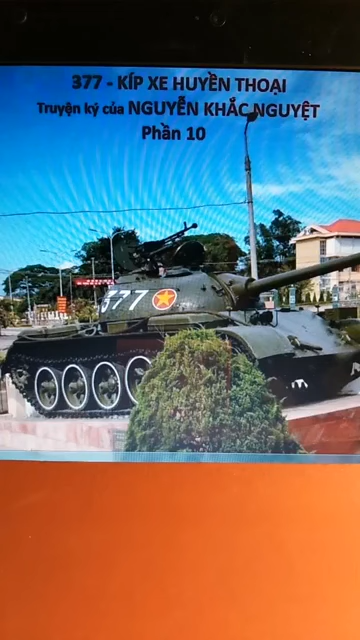 377 - KÍP XE HUYỀN THOẠI
Truyện ký của NGUYỄN KHẮC NGUYỆT
Phần 10
377